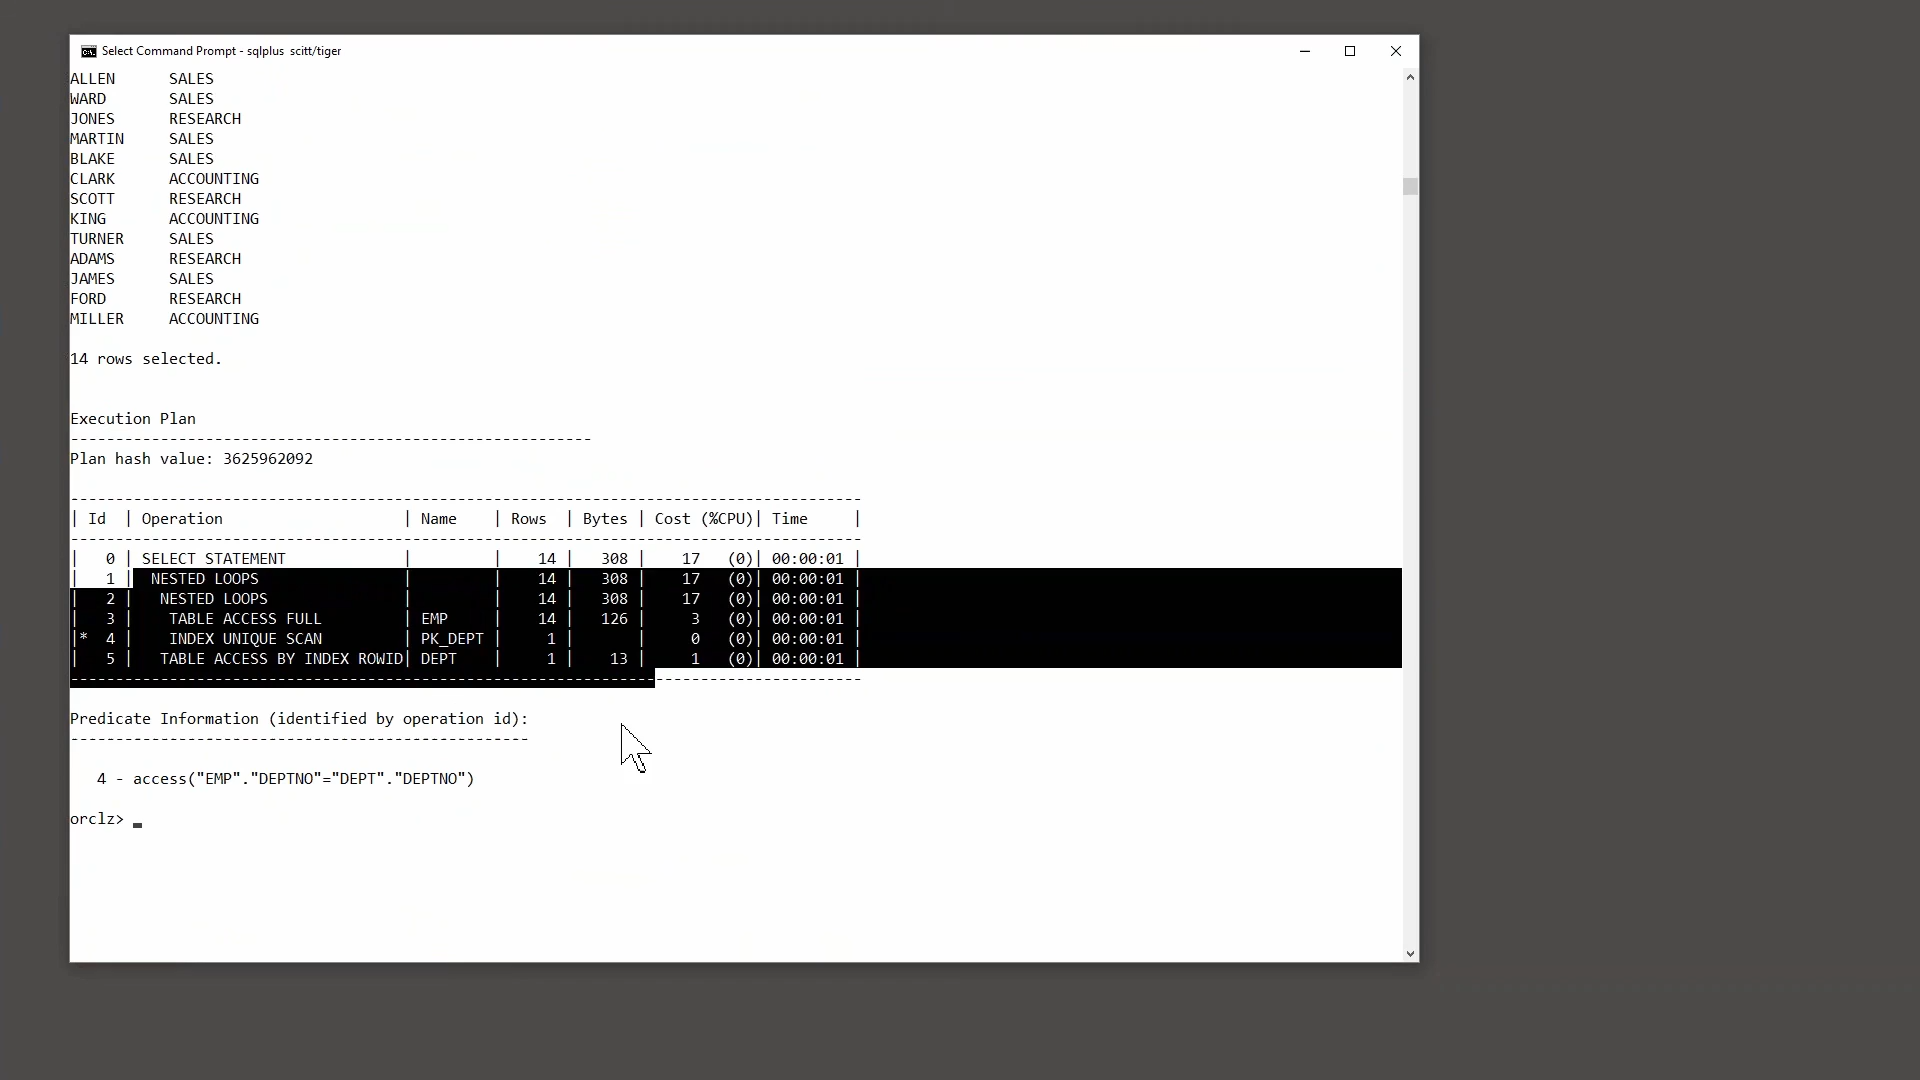 Select Command Prompt - sqlplus  scitt/tiger
ALLEN      SALES
WARD       SALES
JONES      RESEARCH
MARTIN     SALES
BLAKE      SALES
CLARK      ACCOUNTING
SCOTT      RESEARCH
KING       ACCOUNTING
TURNER     SALES
ADAMS      RESEARCH
JAMES      SALES
FORD       RESEARCH
MILLER     ACCOUNTING
14 rows selected.
Execution Plan
----------------------------------------------------------
Plan hash value: 3625962092
----------------------------------------------------------------------------------------
| Id  | Operation                    | Name    | Rows  | Bytes | Cost (%CPU)| Time     |
----------------------------------------------------------------------------------------
|   0 | SELECT STATEMENT             |         |    14 |   308 |    17   (0)| 00:00:01 |
|   1 |  NESTED LOOPS                |         |    14 |   308 |    17   (0)| 00:00:01 |
|   2 |   NESTED LOOPS               |         |    14 |   308 |    17   (0)| 00:00:01 |
|   3 |    TABLE ACCESS FULL         | EMP     |    14 |   126 |     3   (0)| 00:00:01 |
|*  4 |    INDEX UNIQUE SCAN         | PK_DEPT |     1 |       |     0   (0)| 00:00:01 |
|   5 |   TABLE ACCESS BY INDEX ROWID| DEPT    |     1 |    13 |     1   (0)| 00:00:01 |
----------------------------------------------------------------------------------------
Predicate Information (identified by operation id):
---------------------------------------------------
   4 - access("EMP"."DEPTNO"="DEPT"."DEPTNO")
orclz> _